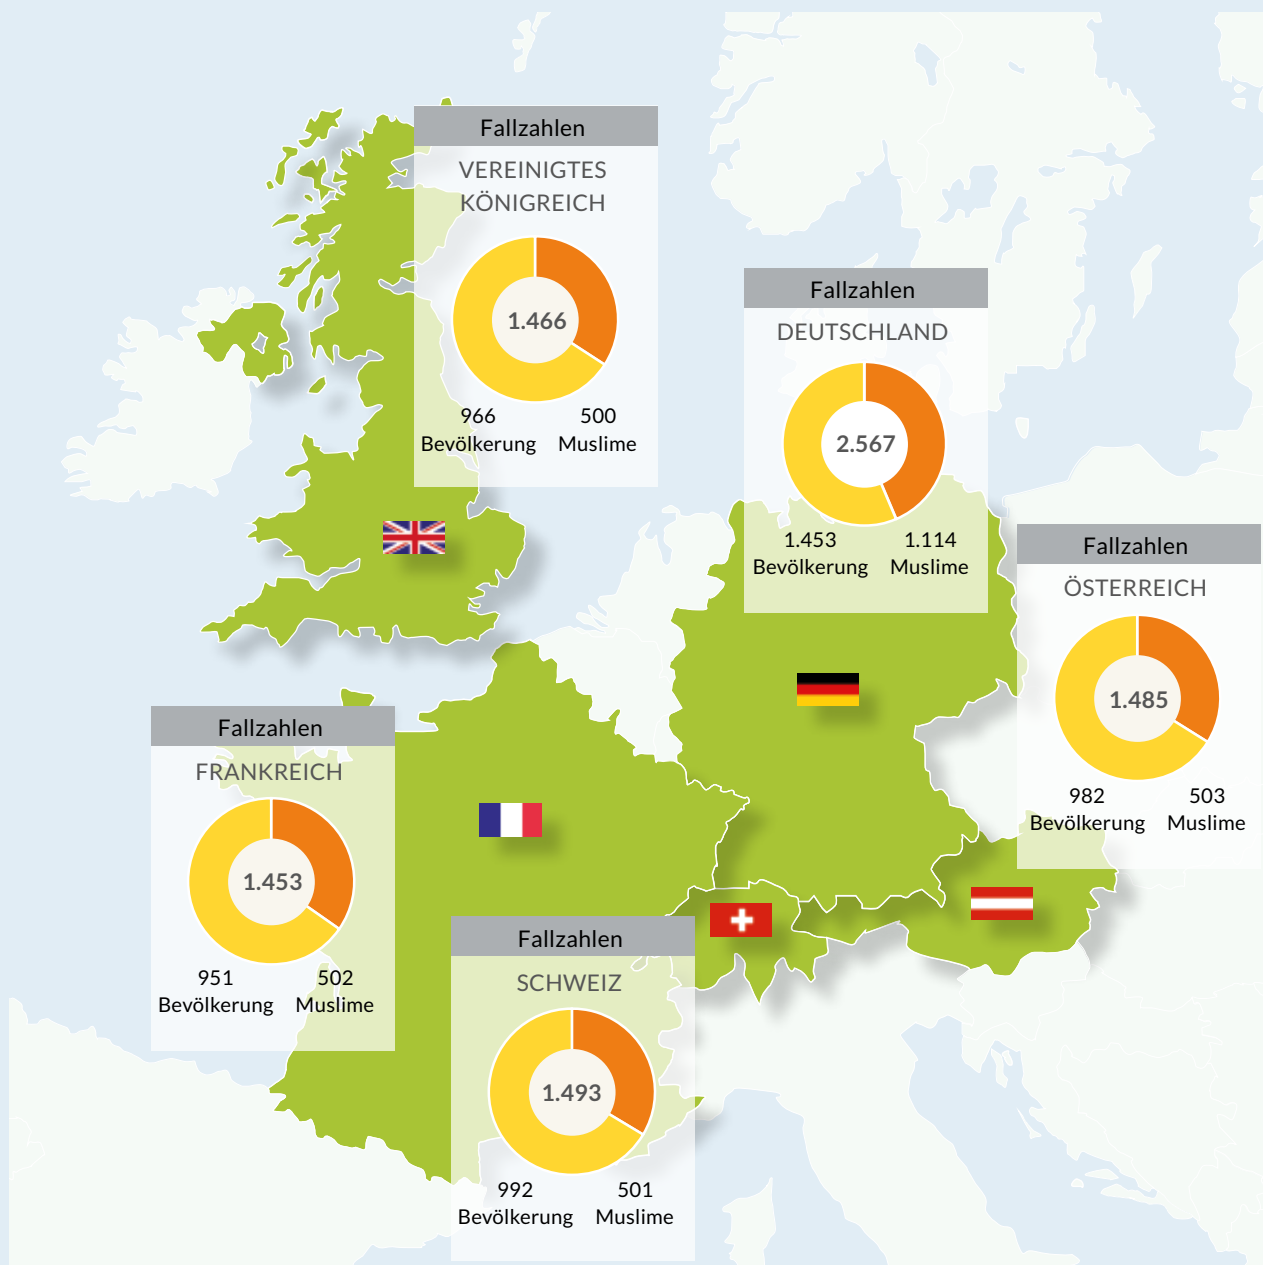 Fallzahlen
VEREINIGTES
KÖNIGREICH
1.466
966 500
Bevölkerung Muslime
Fallzahlen
DEUTSCHLAND
2.567
1.453 1.114
Bevölkerung Muslime
Fallzahlen
ÖSTERREICH
1.485
982 503
Bevölkerung Muslime
Fallzahlen
FRANKREICH
1.453
951 502
Bevölkerung Muslime
Fallzahlen
SCHWEIZ
1.493
992 501
Bevölkerung Muslime